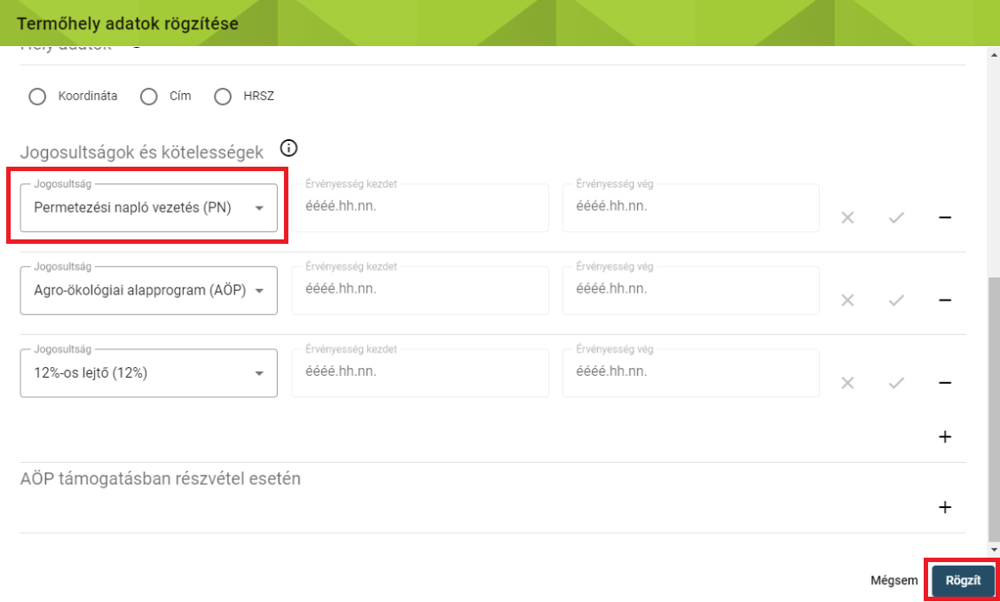 Termőhely adatok rögzítése
Hely adatok
Koordináta Cím HRSZ
Jogosultságok és kötelességek
Jogosultság Érvényesség kezdet Érvényesség vég
Permetezési napló vezetés (PN) éééé.hh.nn. éééé.hh.nn.
Jogosultság Érvényesség kezdet Érvényesség vég
Agro-ökológiai alapprogram (AÖP) éééé.hh.nn. éééé.hh.nn.
Jogosultság Érvényesség kezdet Érvényesség vég
12%-os lejtő (12%) éééé.hh.nn. éééé.hh.nn.
AÖP támogatásban részvétel esetén
Mégsem Rögzít